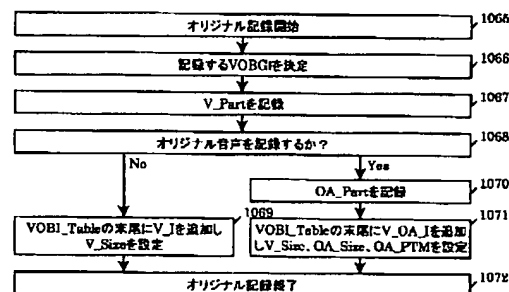 オリジナル記録開始
1065
記録するVOBGIを決定
1066
V_Partを記録
1067
オリジナル音声を記録するか？
1068
No
Yes
OA_Partを記録
1070
VOBI_Tableの末尾にV_Iを追加し
V_Sizeを設定
1069
VOBI_Tableの末尾にV_OA_Iを追加
しV_Size、OA_Size、OA_PTMを設定
1071
オリジナル記録終了
1072